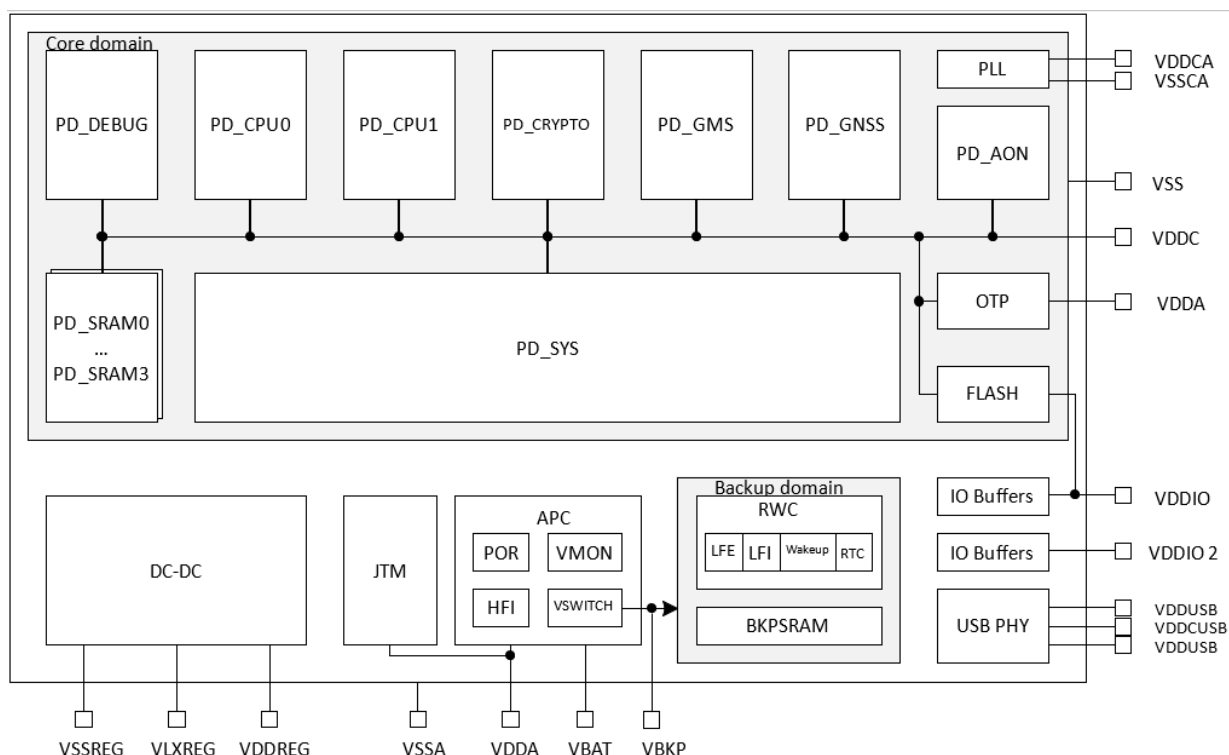 Core domain
PD_DEBUG
PD_CPU0
PD_CPU1
PD_CRYPTO
PD_GMS
PD_GNSS
PLL
VDDCA
VSSCA
PD_AON
VSS
VDDC
PD_SRAM0
...
PD_SRAM3
PD_SYS
OTP
VDDA
FLASH
DC-DC
JTM
APC
POR
VMON
HFI
VSWITCH
Backup domain
RWC
LFE
LFI
Wakeup
RTC
BKPSRAM
IO Buffers
VDDIO
IO Buffers
VDDIO 2
USB PHY
VDDUSB
VDDCUSB
VDDUSB
VSSREG
VLXREG
VDDREG
VSSA
VDDA
VBAT
VBKP